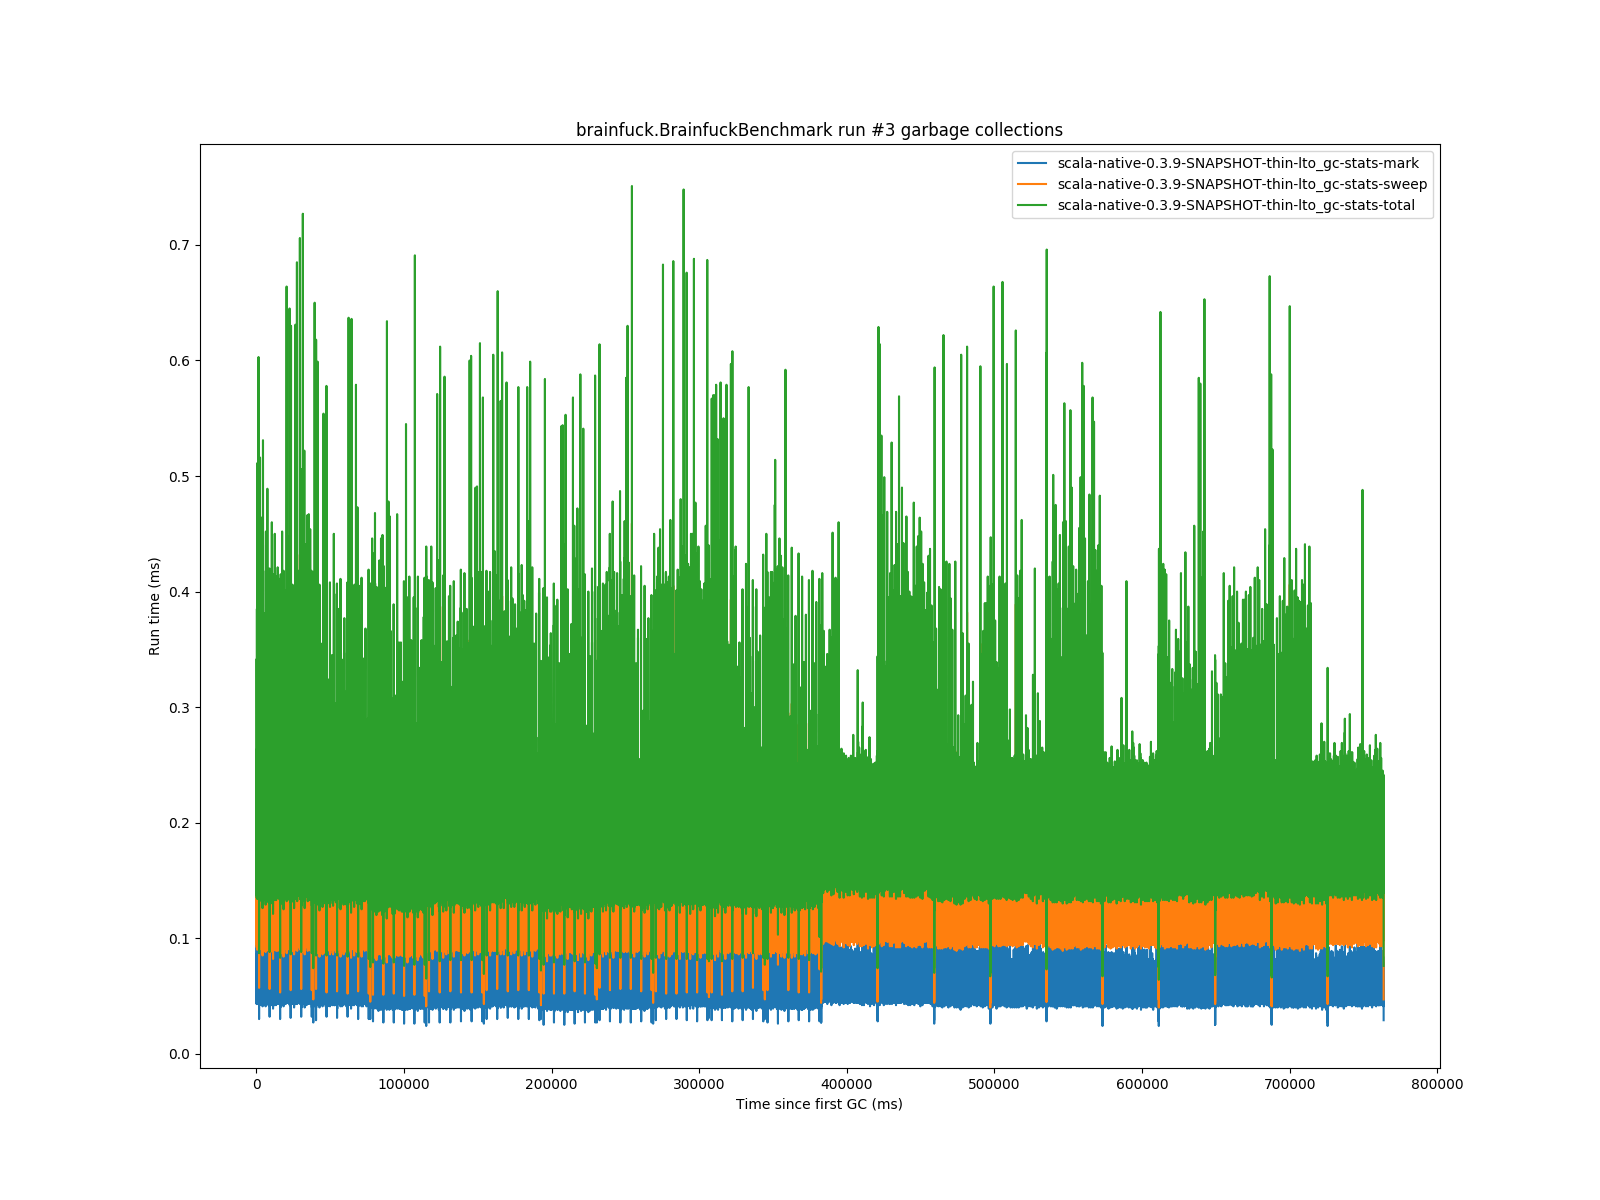 brainfuck.BrainfuckBenchmark run #3 garbage collections
scala-native-0.3.9-SNAPSHOT-thin-lto_gc-stats-mark
scala-native-0.3.9-SNAPSHOT-thin-lto_gc-stats-sweep
scala-native-0.3.9-SNAPSHOT-thin-lto_gc-stats-total
Run time (ms)
0.7
0.6
0.5
0.4
0.3
0.2
0.1
0.0
0 100000 200000 300000 400000 500000 600000 700000 800000
Time since first GC (ms)